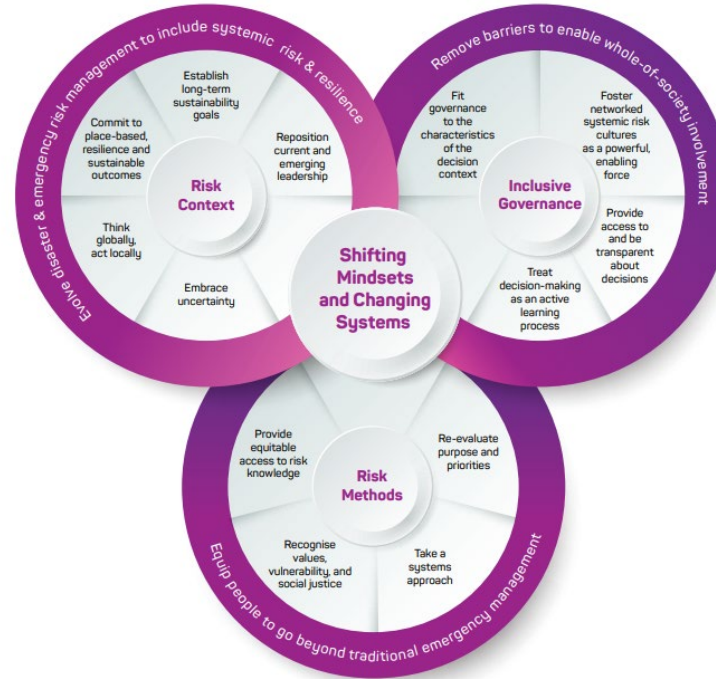 Evolve disaster & emergency risk management to include systemic risk & resilience
Establish
long-term
sustainability
goals
Commit to
place-based,
resilience and
sustainable
outcomes
Reposition
current and
emerging
leadership
Risk
Context
Think
globally,
act locally
Embrace
uncertainty
Remove barriers to enable whole-of-society involvement
Fit
governance
to the
characteristics
of the
decision
context
Foster
networked
systemic risk
cultures
as a powerful,
enabling
force
Inclusive
Governance
Provide
access to
and be
transparent
about
decisions
Treat
decision-making
as an active
learning
process
Shifting
Mindsets
and Changing
Systems
Provide
equitable
access to risk
knowledge
Re-evaluate
purpose and
priorities
Risk
Methods
Recognise
values,
vulnerability, and
social justice
Take a
systems
approach
Equip people to go beyond traditional emergency management